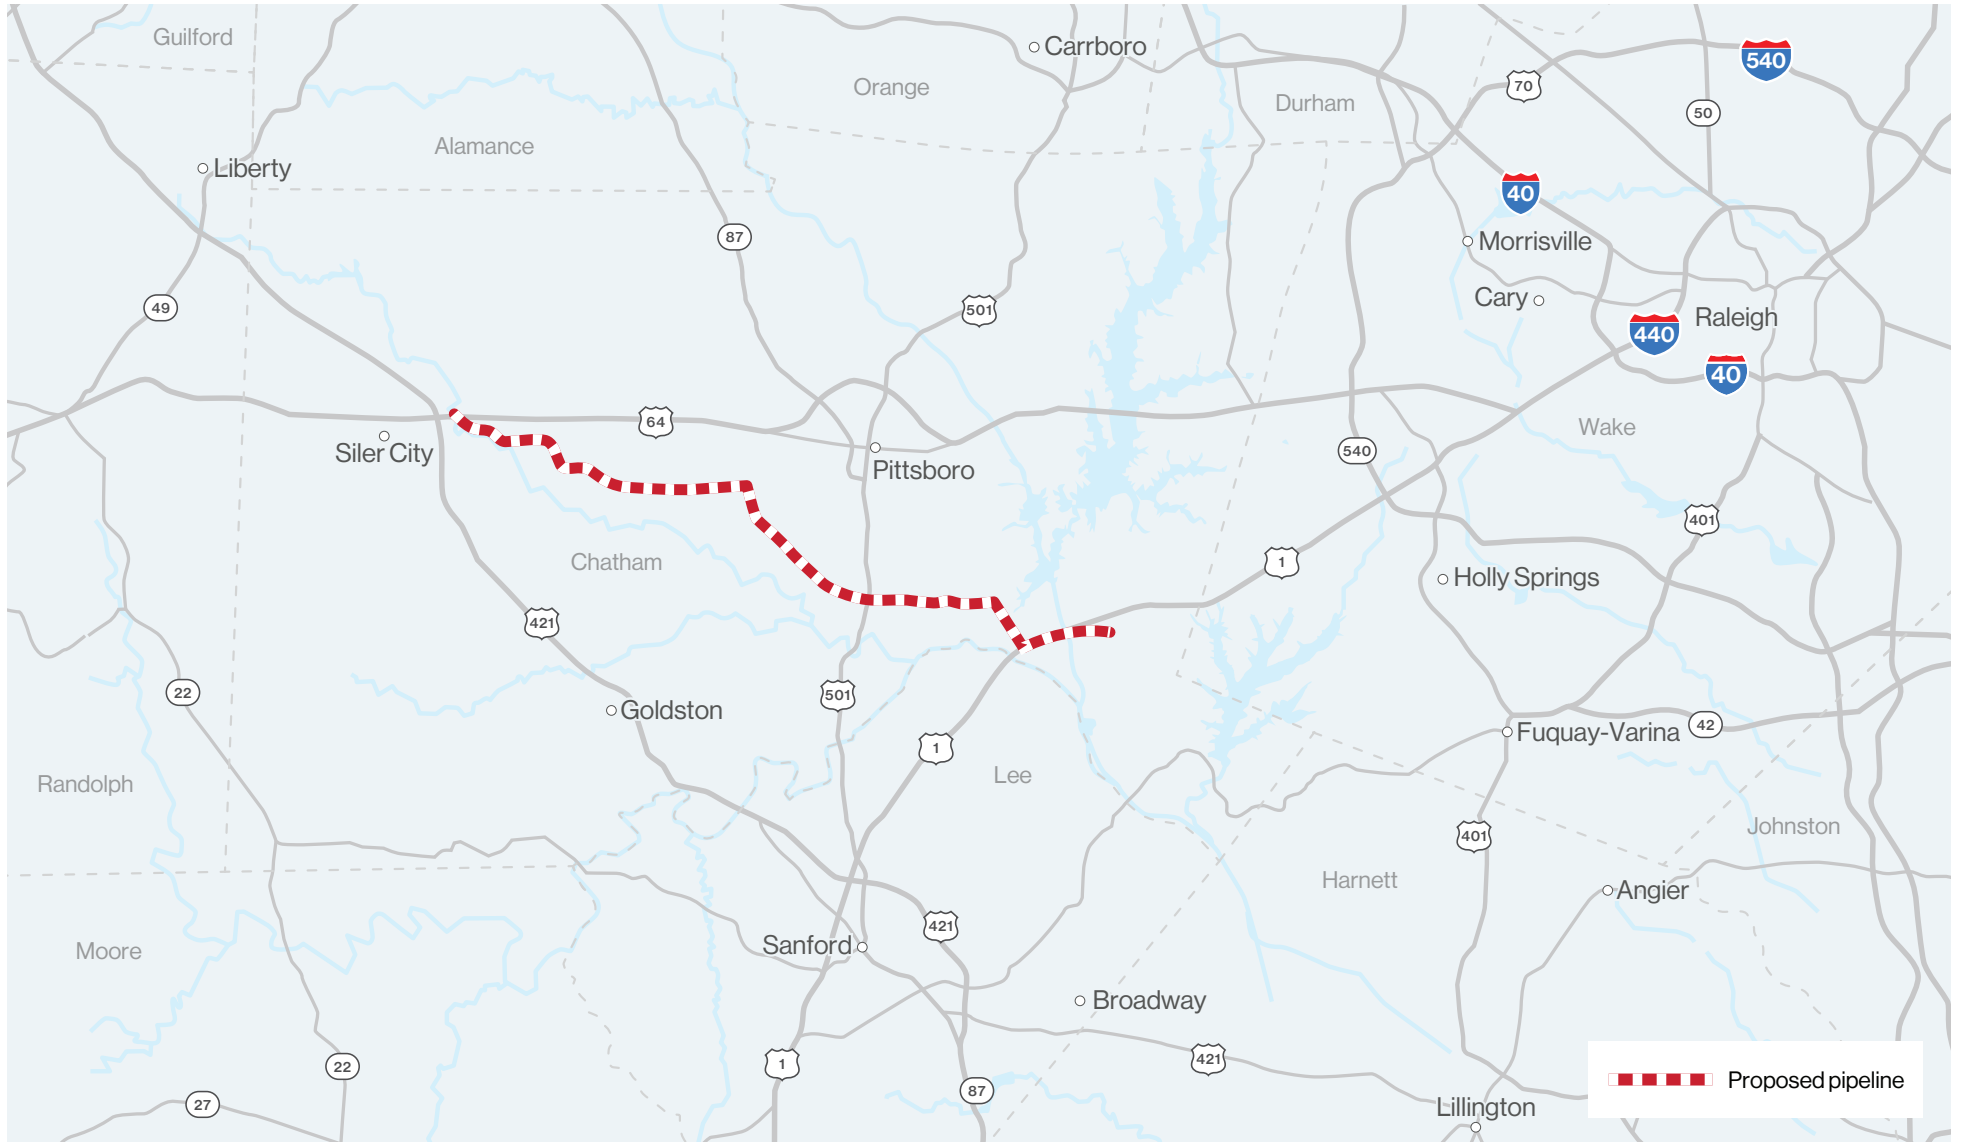 Guilford
Carrboro
540
Orange
70
Durham
50
Alamance
Liberty
40
87
Morrisville
Cary
49
501
Raleigh
440
40
64
Wake
Siler City
540
Pittsboro
401
Chatham
1
Holly Springs
421
22
501
Goldston
42
Fuquay-Varina
1
Lee
Randolph
Johnston
401
Harnett
Angier
421
Sanford
Moore
Broadway
421
1
22
87
Proposed pipeline
27
Lillington